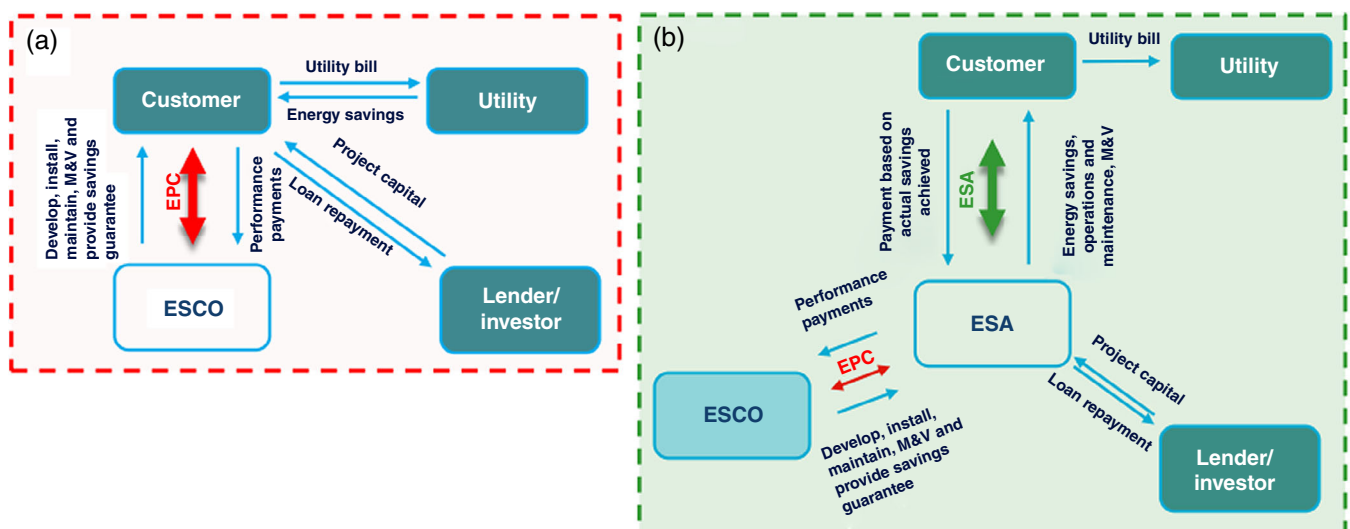 (a)
Utility bill
Customer
Utility
Energy savings
Develop, install,
maintain, M&V and
provide savings
guarantee
EPC
Performance
payments
Project capital
Loan repayment
ESCO
Lender/
investor
(b)
Utility bill
Customer
Utility
Payment based on
actual savings
achieved
ESA
Energy savings,
operations and
maintenance, M&V
Performance
payments
ESA
EPC
ESCO
Develop, install,
maintain, M&V and
provide savings
guarantee
Project capital
Loan repayment
Lender/
investor